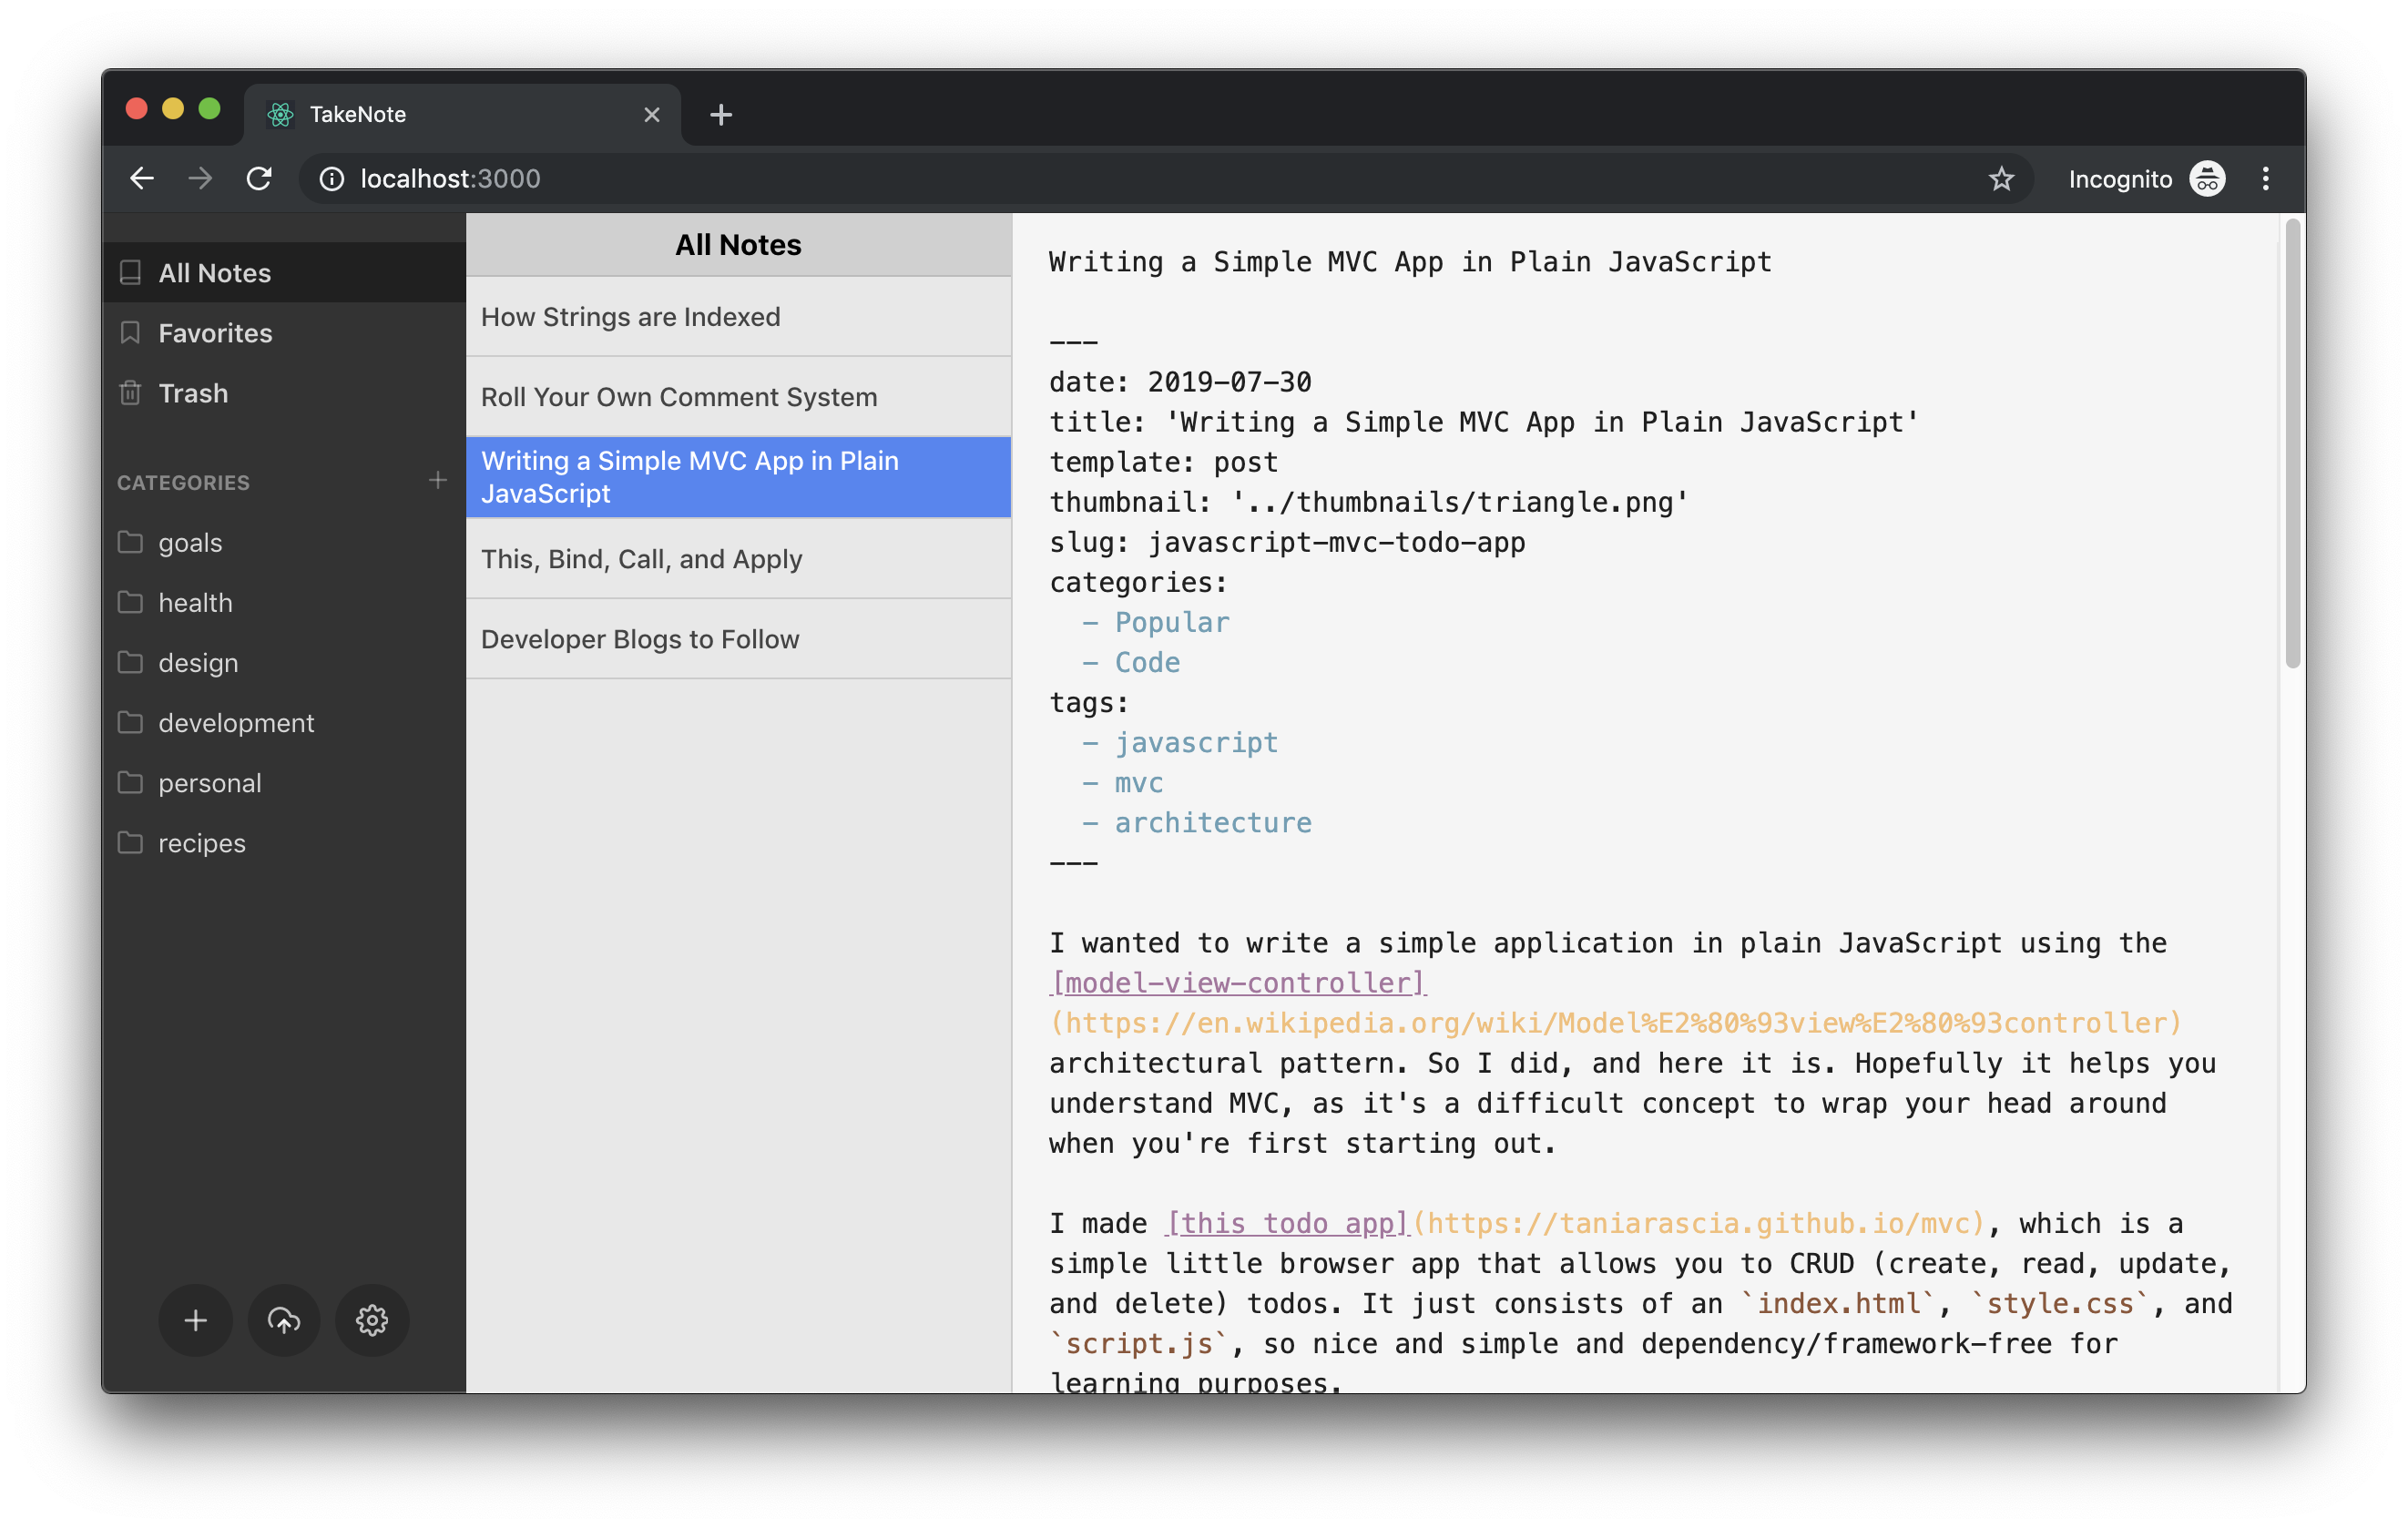 TakeNote
localhost:3000
Incognito
All Notes
Favorites
Trash
CATEGORIES
goals
health
design
development
personal
recipes
All Notes
How Strings are Indexed
Roll Your Own Comment System
Writing a Simple MVC App in Plain
JavaScript
This, Bind, Call, and Apply
Developer Blogs to Follow
Writing a Simple MVC App in Plain JavaScript
---
date: 2019-07-30
title: 'Writing a Simple MVC App in Plain JavaScript'
template: post
thumbnail: '../thumbnails/triangle.png'
slug: javascript-mvc-todo-app
categories:
  - Popular
  - Code
tags:
  - javascript
  - mvc
  - architecture
---
I wanted to write a simple application in plain JavaScript using the
[model-view-controller]
(https://en.wikipedia.org/wiki/Model%E2%80%93view%E2%80%93controller)
architectural pattern. So I did, and here it is. Hopefully it helps you
understand MVC, as it's a difficult concept to wrap your head around
when you're first starting out.
I made [this todo app](https://taniarascia.github.io/mvc), which is a
simple little browser app that allows you to CRUD (create, read, update,
and delete) todos. It just consists of an `index.html`, `style.css`, and
`script.js`, so nice and simple and dependency/framework-free for
learning purposes.